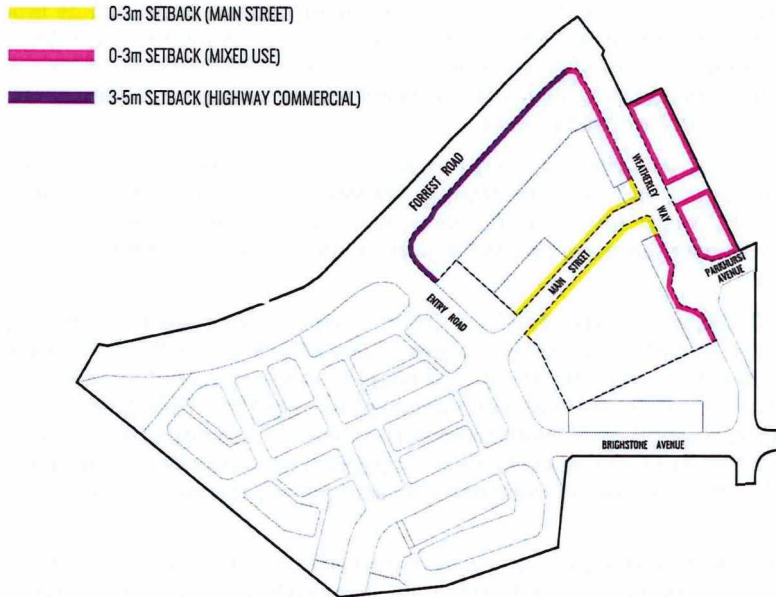 0-3m SETBACK (MAIN STREET)
0-3m SETBACK (MIXED USE)
3-5m SETBACK (HIGHWAY COMMERCIAL)
FORREST ROAD
WEATHERLEY WAY
MAIN STREET
PARKHURST
AVENUE
ENTRY ROAD
BRIGHSTONE AVENUE